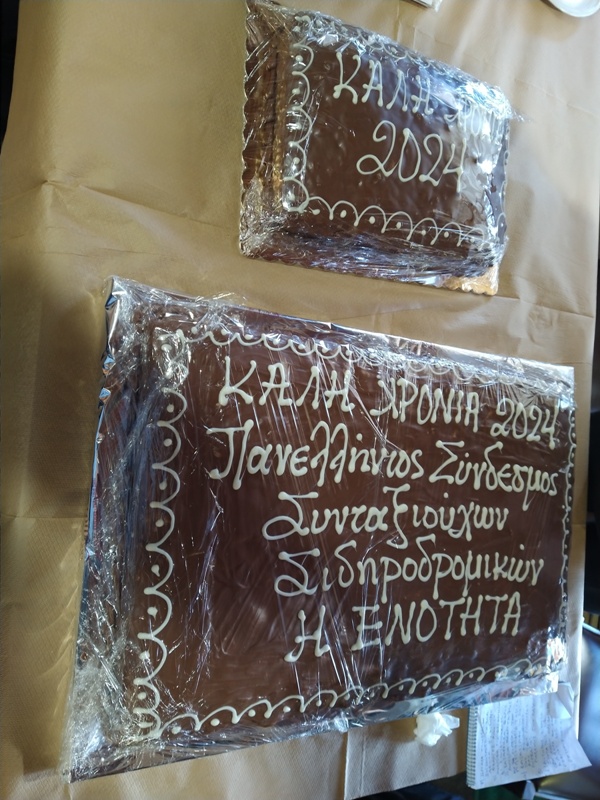 ΚΑΛΗ
2024
ΚΑΛΗ ΧΡΟΝΙΑ 2024
Πανελλήνιος Σύνδεσμος
Συνταξιούχων
Σιδηροδρομικών
Η ΕΝΟΤΗΤΑ